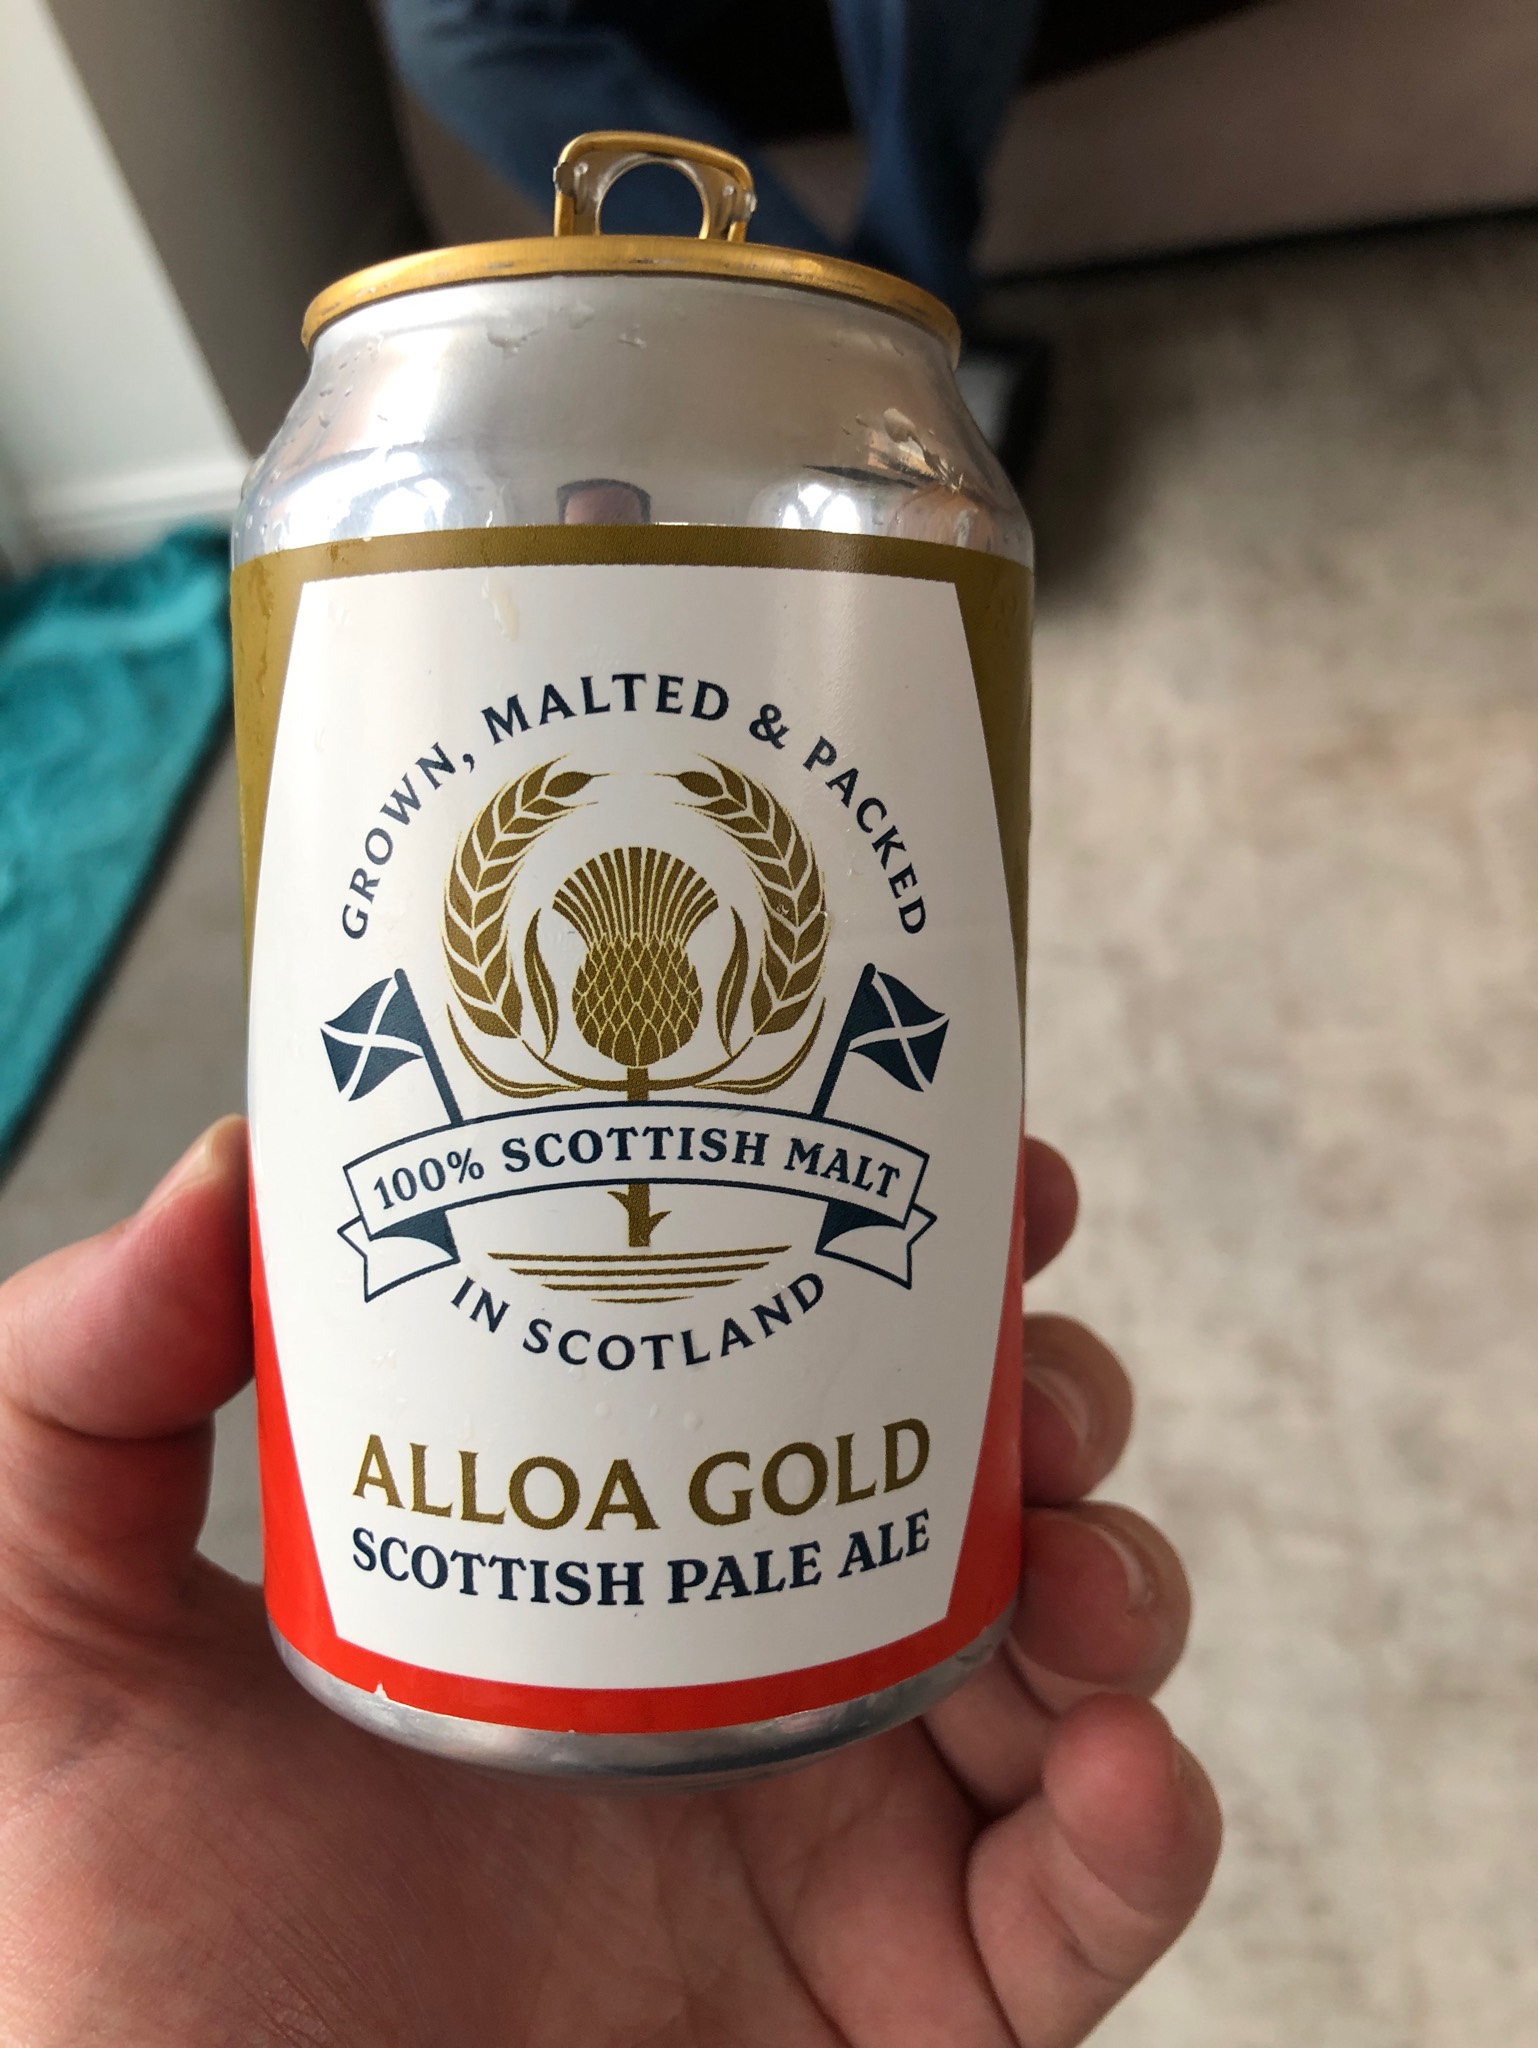 GROWN, MALTED & PACKED
100% SCOTTISH MALT
IN SCOTLAND
ALLOA GOLD
SCOTTISH PALE ALE